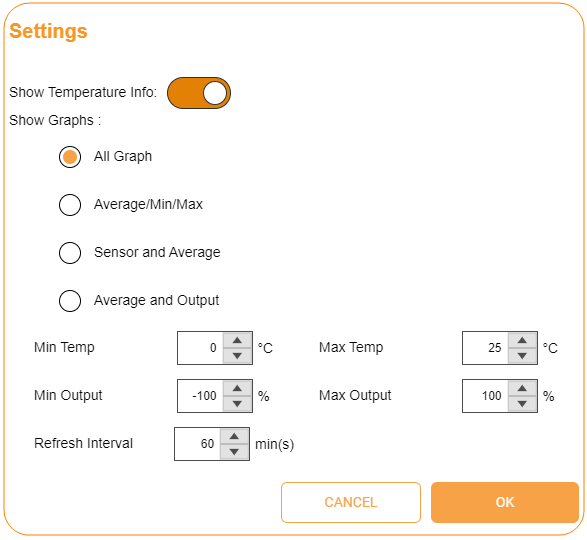 Settings
Show Temperature Info:
Show Graphs :
All Graph
Average/Min/Max
Sensor and Average
Average and Output
Min Temp 0 °C Max Temp 25 °C
Min Output -100 % Max Output 100 %
Refresh Interval 60 min(s)
CANCEL OK